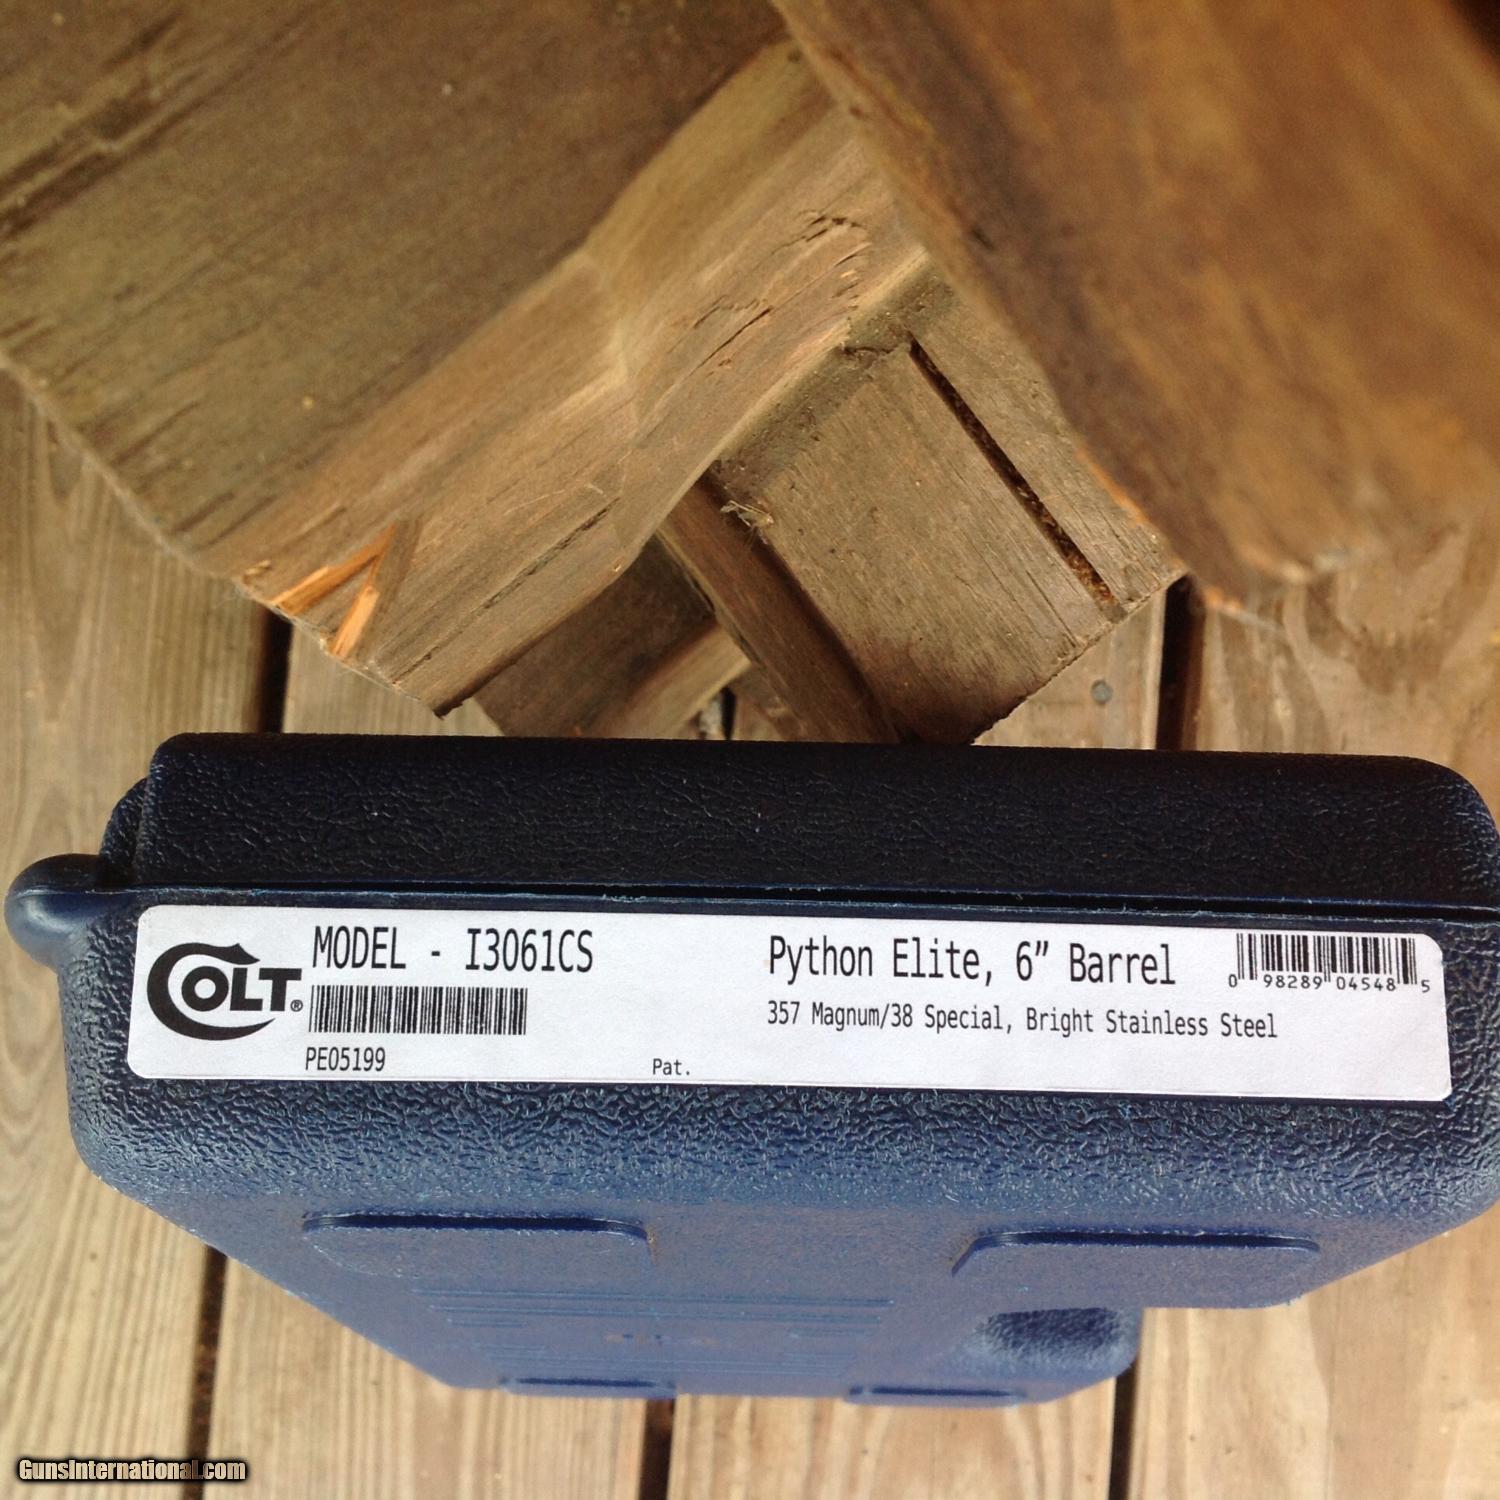 COLT®
MODEL - I3061CS
PE05199
Pat.
Python Elite, 6” Barrel
357 Magnum/38 Special, Bright Stainless Steel
0 98289 04548 5
GunsInternational.com